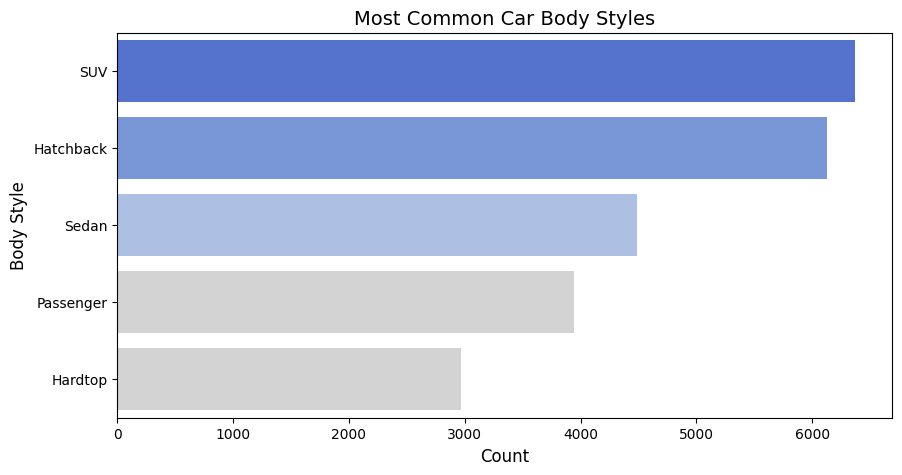 Most Common Car Body Styles
Body Style
SUV
Hatchback
Sedan
Passenger
Hardtop
0 1000 2000 3000 4000 5000 6000
Count